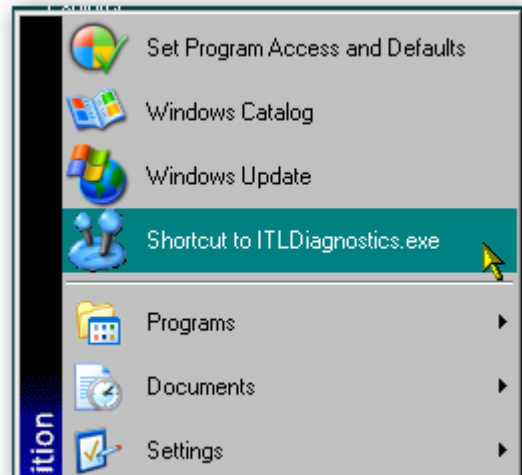 Set Program Access and Defaults
Windows Catalog
Windows Update
Shortcut to ITLDiagnostics.exe
Programs
Documents
Settings
ition